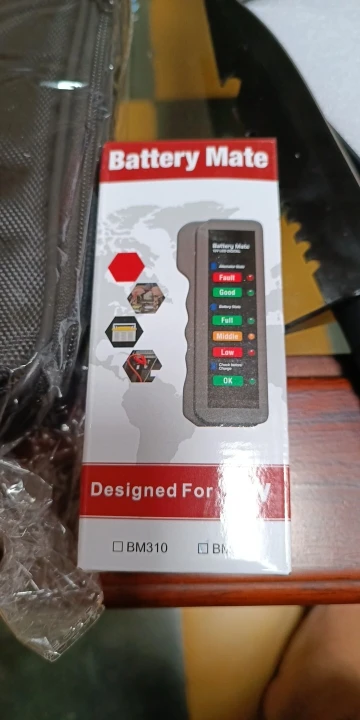 Battery Mate
Battery Mate
Fault
Good
Full
Middle
Low
OK
Designed For
BM310